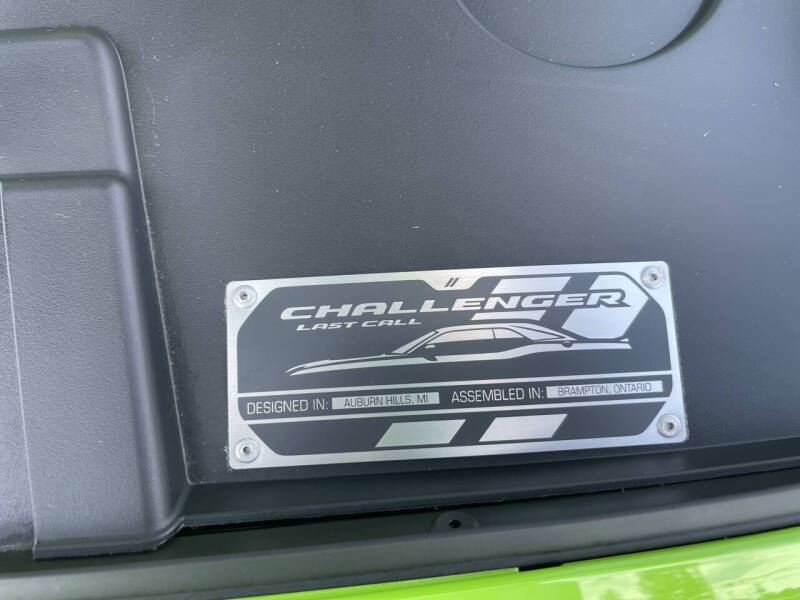 CHALLENGER
LAST CALL
DESIGNED IN: AUBURN HILLS, MI ASSEMBLED IN: BRAMPTON, ONTARIO